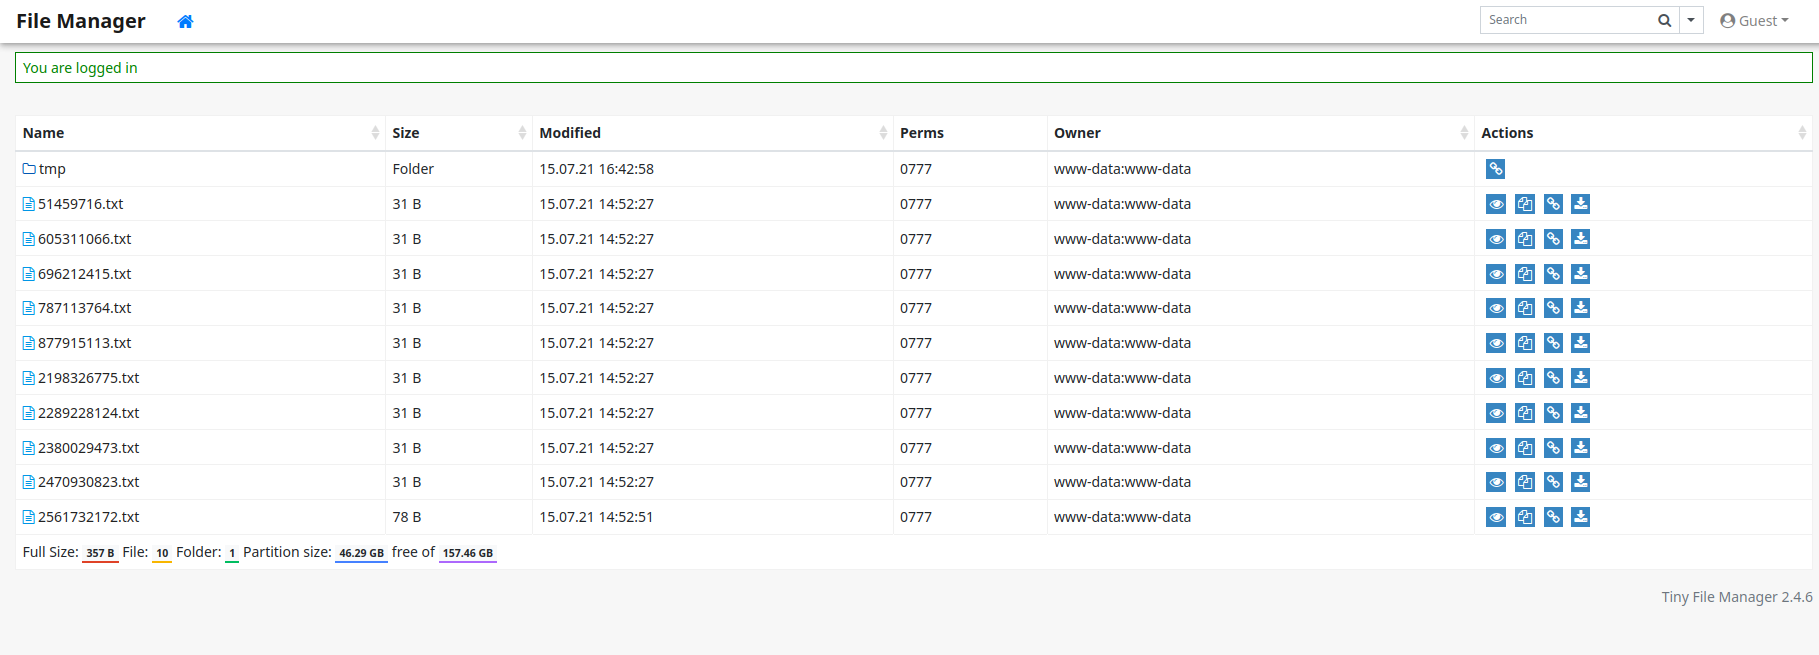 File Manager Search Guest
You are logged in
Name Size Modified Perms Owner Actions
tmp Folder 15.07.21 16:42:58 0777 www-data:www-data
51459716.txt 31 B 15.07.21 14:52:27 0777 www-data:www-data
605311066.txt 31 B 15.07.21 14:52:27 0777 www-data:www-data
696212415.txt 31 B 15.07.21 14:52:27 0777 www-data:www-data
787113764.txt 31 B 15.07.21 14:52:27 0777 www-data:www-data
877915113.txt 31 B 15.07.21 14:52:27 0777 www-data:www-data
2198326775.txt 31 B 15.07.21 14:52:27 0777 www-data:www-data
2289228124.txt 31 B 15.07.21 14:52:27 0777 www-data:www-data
2380029473.txt 31 B 15.07.21 14:52:27 0777 www-data:www-data
2470930823.txt 31 B 15.07.21 14:52:27 0777 www-data:www-data
2561732172.txt 78 B 15.07.21 14:52:51 0777 www-data:www-data
Full Size: 357 B File: 10 Folder: 1 Partition size: 46.29 GB free of 157.46 GB
Tiny File Manager 2.4.6